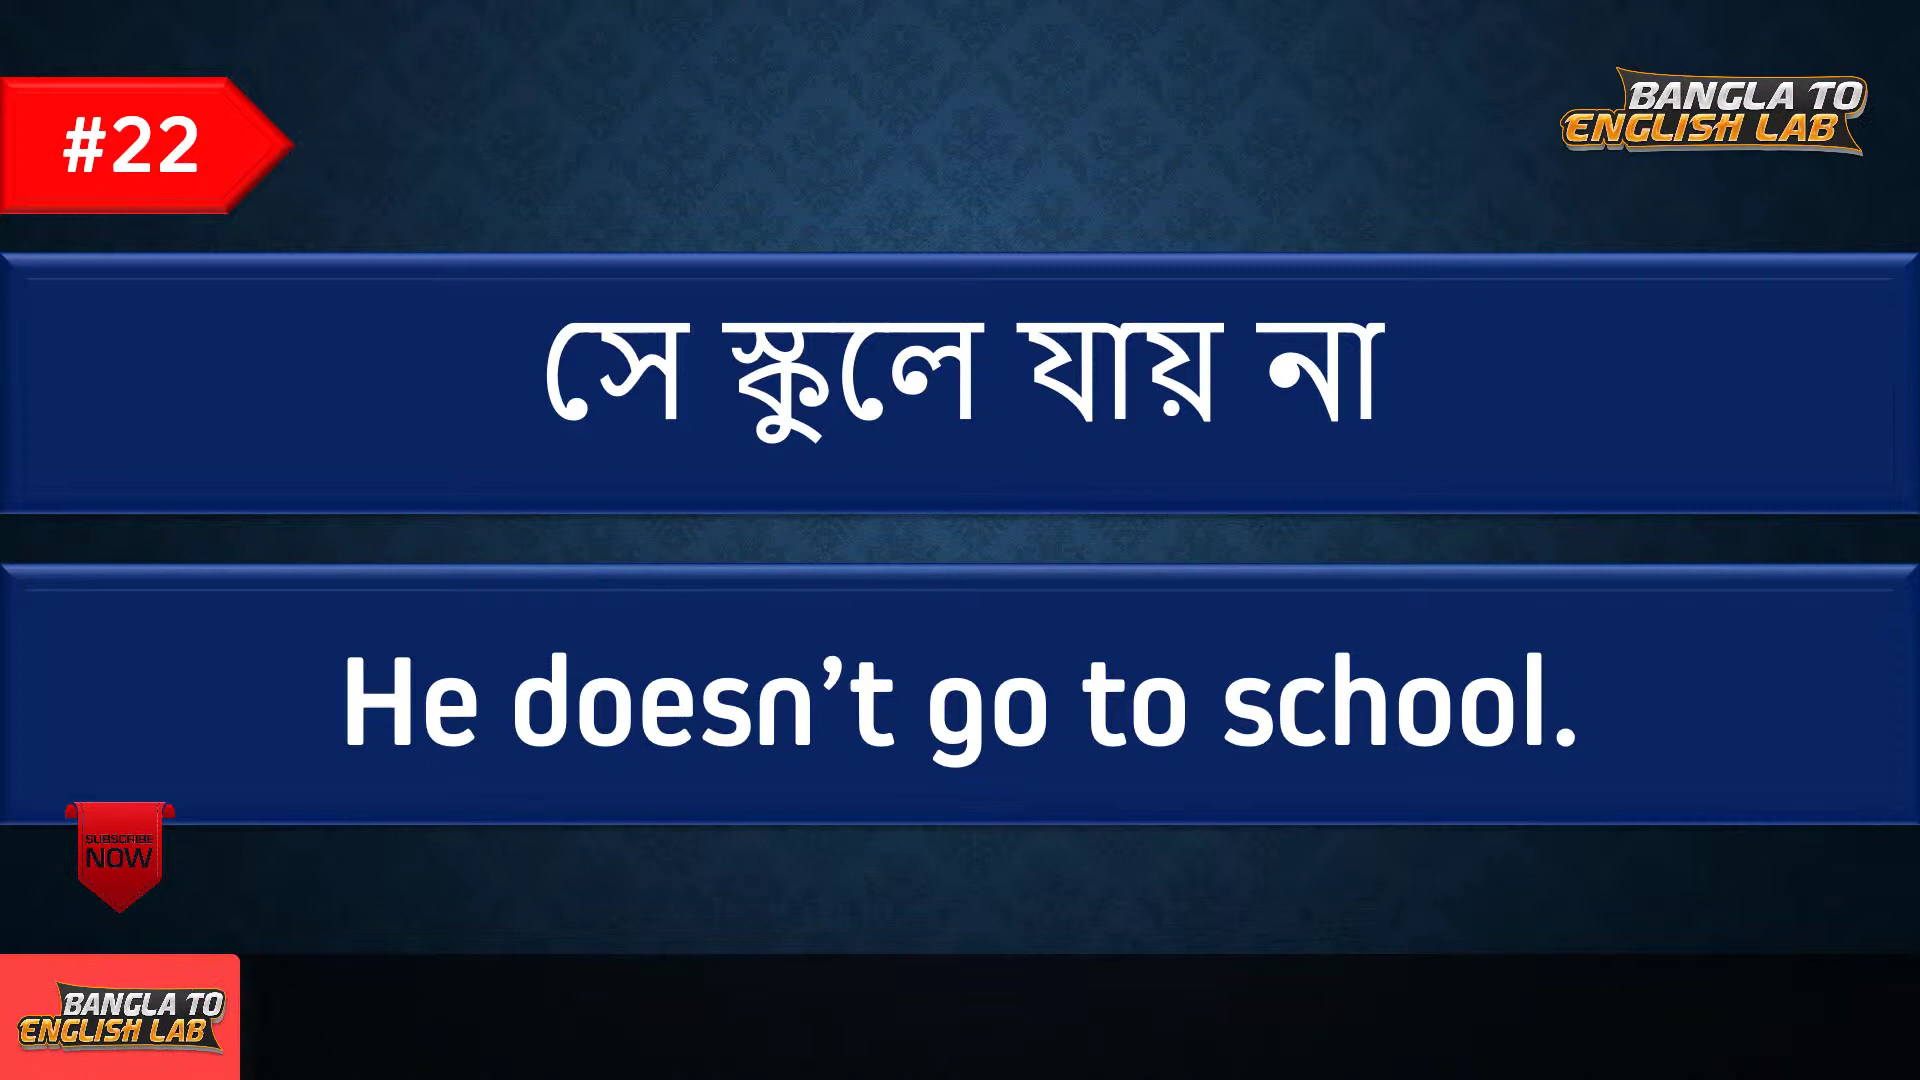 #22
BANGLA TO
ENGLISH LAB
সে স্কুলে যায় না
He doesn’t go to school.
SUBSCRIBE
NOW
BANGLA TO
ENGLISH LAB